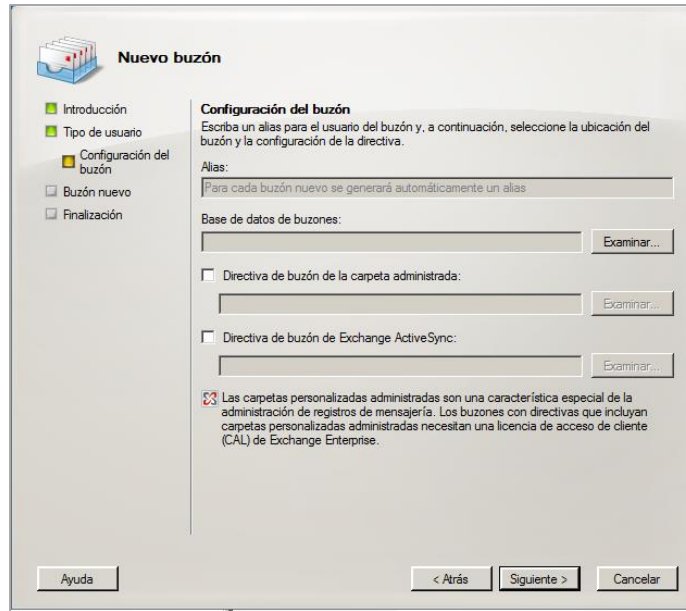 Nuevo buzón
Introducción
Tipo de usuario
Configuración del
buzón
Buzón nuevo
Finalización
Configuración del buzón
Escriba un alias para el usuario del buzón y, a continuación, seleccione la ubicación del
buzón y la configuración de la directiva.
Alias:
Para cada buzón nuevo se generará automáticamente un alias
Base de datos de buzones:
Examinar...
Directiva de buzón de la carpeta administrada:
Examinar...
Directiva de buzón de Exchange ActiveSync:
Examinar...
Las carpetas personalizadas administradas son una característica especial de la
administración de registros de mensajería. Los buzones con directivas que incluyan
carpetas personalizadas administradas necesitan una licencia de acceso de cliente
(CAL) de Exchange Enterprise.
Ayuda
< Atrás
Siguiente >
Cancelar